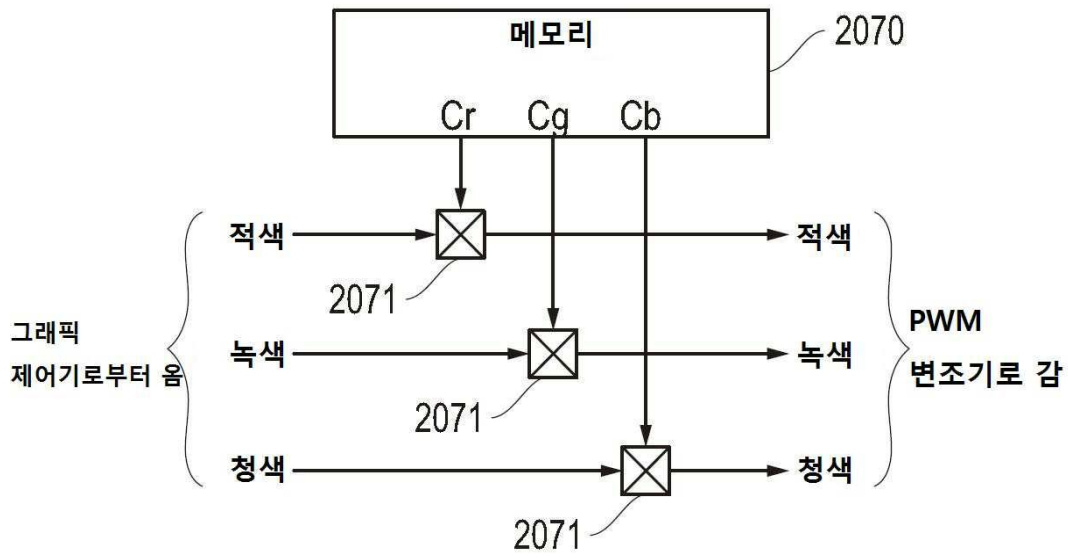 메모리
2070
Cr Cg Cb
적색 적색
2071
그래픽
제어기로부터 옴
녹색 녹색
PWM
변조기로 감
2071
청색 청색
2071